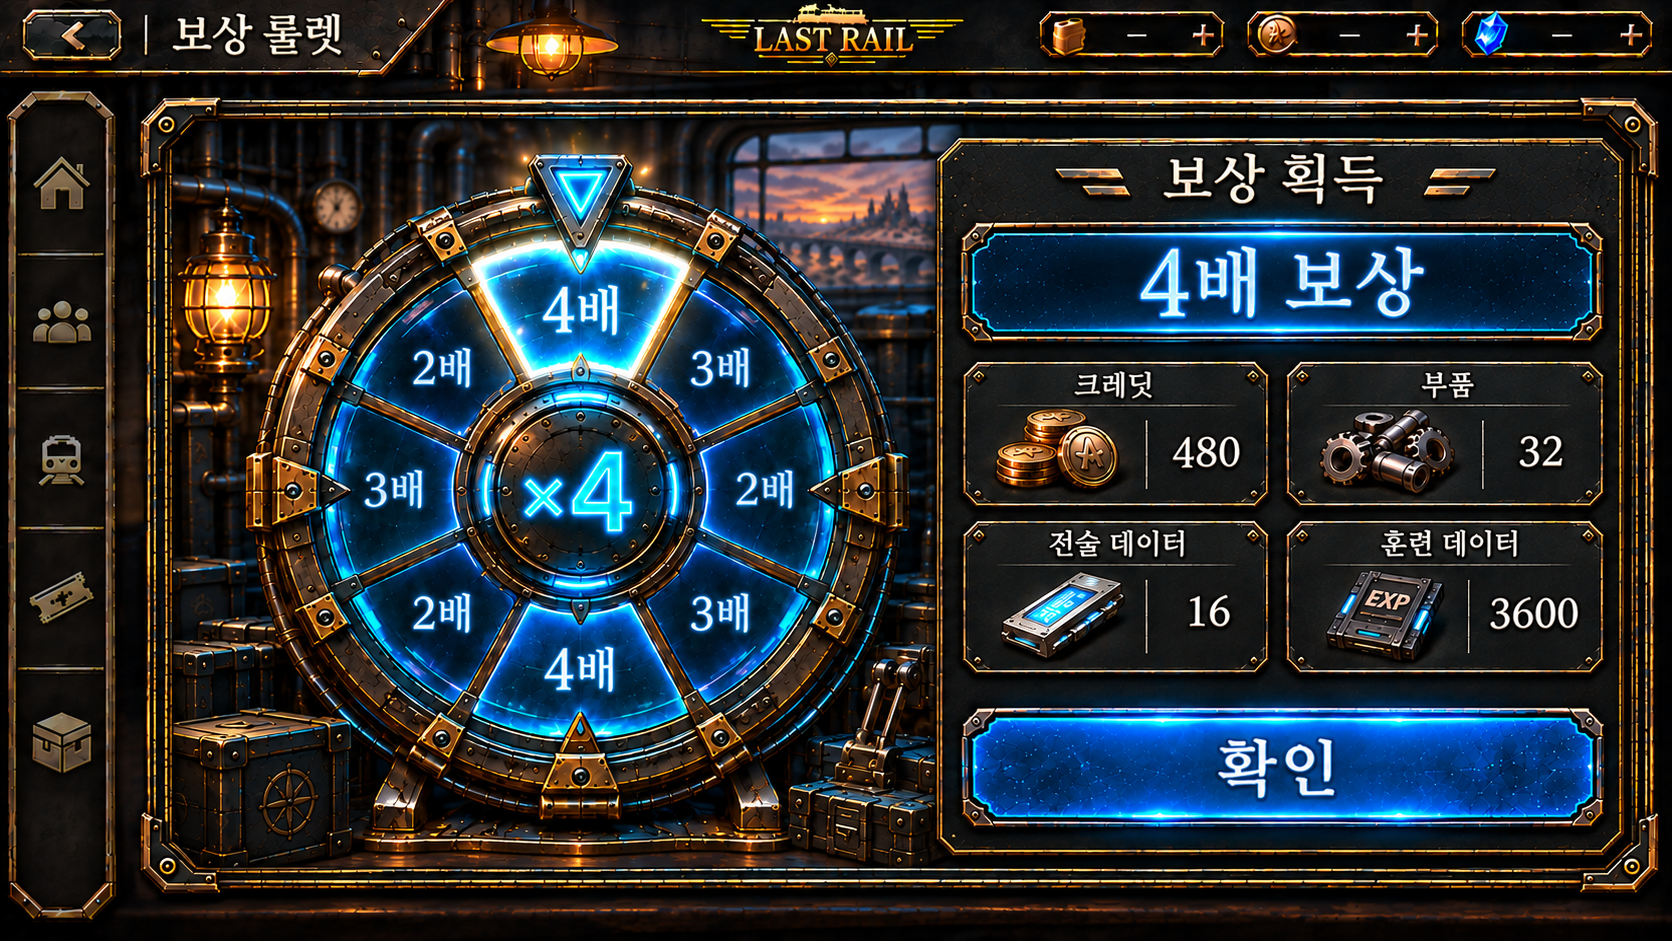 보상 룰렛
LAST RAIL
4배
3배
2배
3배
4배
2배
3배
2배
×4
보상 획득
4배 보상
크레딧
480
부품
32
전술 데이터
16
훈련 데이터
EXP
3600
확인